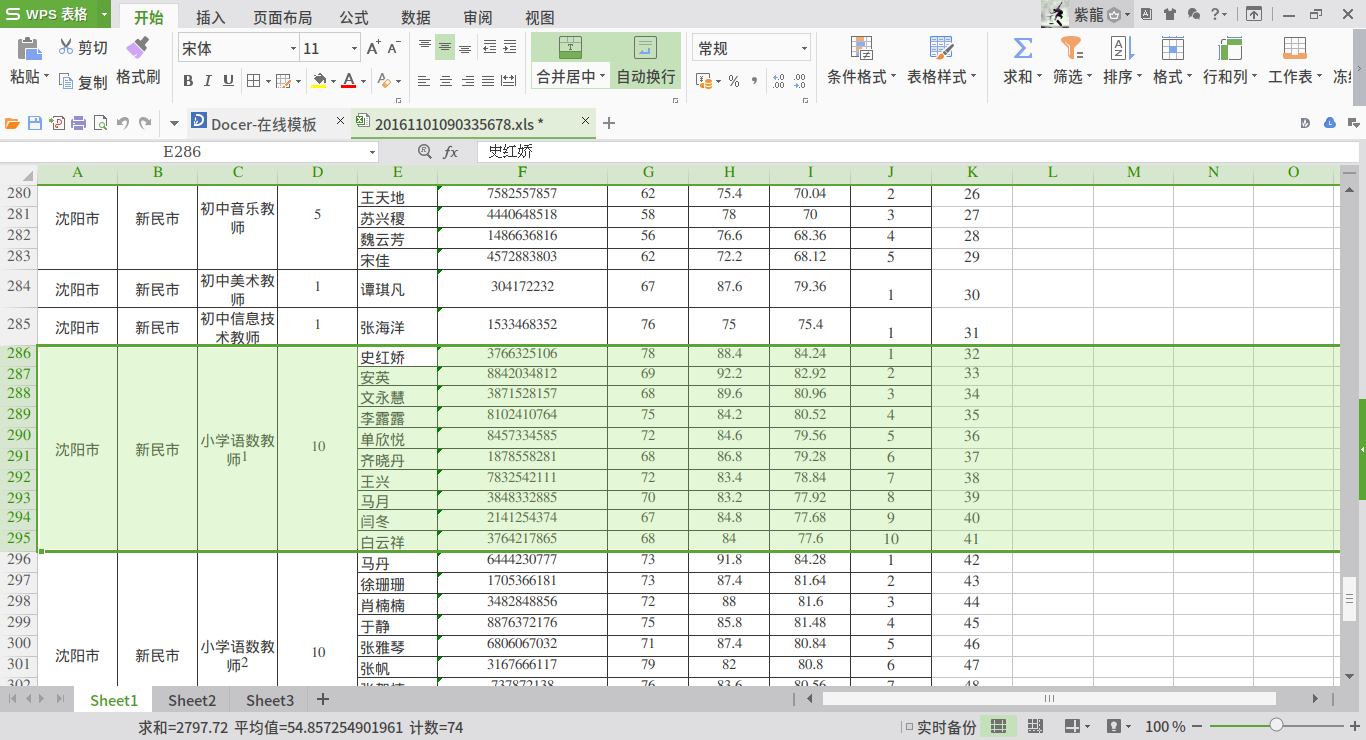 WPS 表格 开始 插入 页面布局 公式 数据 审阅 视图 紫龍
粘贴 剪切 复制 格式刷 宋体 11 B I U A 合并居中 自动换行 常规 % 条件格式 表格样式 求和 筛选 排序 格式 行和列 工作表 冻
Docer-在线模板 20161101090335678.xls *
E286 fx 史红娇
A B C D E F G H I J K L M N O
280 王天地 7582557857 62 75.4 70.04 2 26
沈阳市 新民市 初中音乐教师 5
281 苏兴稷 4440648518 58 78 70 3 27
282 魏云芳 1486636816 56 76.6 68.36 4 28
283 宋佳 4572883803 62 72.2 68.12 5 29
284 沈阳市 新民市 初中美术教师 1 谭琪凡 304172232 67 87.6 79.36 1 30
285 沈阳市 新民市 初中信息技术教师 1 张海洋 1533468352 76 75 75.4 1 31
286 史红娇 3766325106 78 88.4 84.24 1 32
287 安英 8842034812 69 92.2 82.92 2 33
288 文永慧 3871528157 68 89.6 80.96 3 34
289 李露露 8102410764 75 84.2 80.52 4 35
290 单欣悦 8457334585 72 84.6 79.56 5 36
沈阳市 新民市 小学语数教师1 10
291 齐晓丹 1878558281 68 86.8 79.28 6 37
292 王兴 7832542111 72 83.4 78.84 7 38
293 马月 3848332885 70 83.2 77.92 8 39
294 闫冬 2141254374 67 84.8 77.68 9 40
295 白云祥 3764217865 68 84 77.6 10 41
296 马丹 6444230777 73 91.8 84.28 1 42
297 徐珊珊 1705366181 73 87.4 81.64 2 43
298 肖楠楠 3482848856 72 88 81.6 3 44
299 于静 8876372176 75 85.8 81.48 4 45
300 张雅琴 6806067032 71 87.4 80.84 5 46
沈阳市 新民市 小学语数教师2 10
301 张帆 3167666117 79 82 80.8 6 47
302 737872138 76 83.6 80.56 7 48
Sheet1 Sheet2 Sheet3
求和=2797.72 平均值=54.857254901961 计数=74 实时备份 100 %